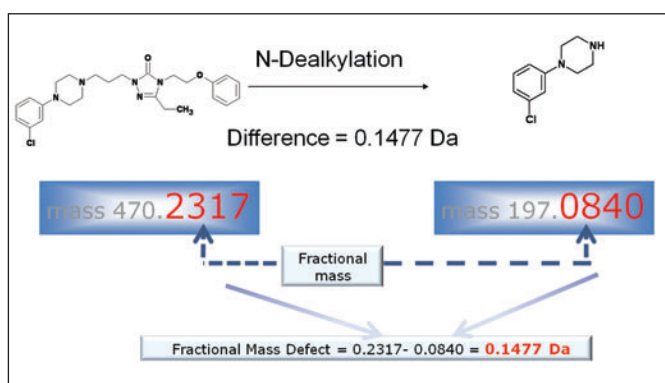 N-Dealkylation
O
N
N
N
N
N
O
CH₃
Cl
NH
N
Cl
Difference = 0.1477 Da
mass 470.2317
mass 197.0840
Fractional
mass
Fractional Mass Defect = 0.2317- 0.0840 = 0.1477 Da